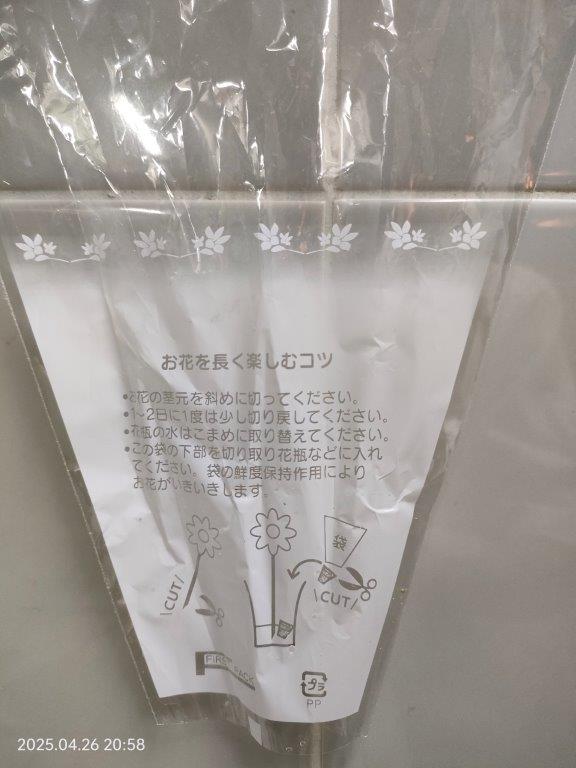 お花を長く楽しむコツ
•お花の茎元を斜めに切ってください。
•1~2日に1度は少し切り戻してください。
•花瓶の水はこまめに取り替えてください。
•この袋の下部を切り取り花瓶などに入れ
てください。袋の鮮度保持作用により
お花がいきいきします。
袋
\CUT/
\CUT/
FIRST PACK
プラ
PP
2025.04.26 20:58